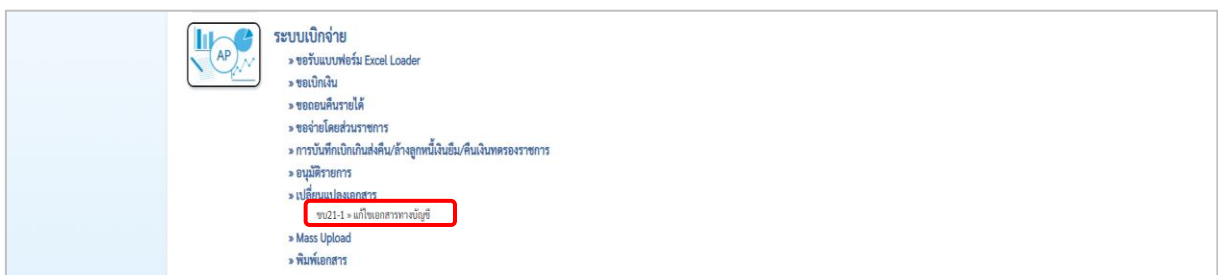 AP
ระบบเบิกจ่าย
» ขอรับแบบฟอร์ม Excel Loader
» ขอเบิกเงิน
» ขอถอนคืนรายได้
» ขอจ่ายโดยส่วนราชการ
» การบันทึกเบิกเกินส่งคืน/ล้างลูกหนี้เงินยืม/คืนเงินทดรองราชการ
» อนุมัติรายการ
» เปลี่ยนแปลงเอกสาร
ขบ21-1 » แก้ไขเอกสารทางบัญชี
» Mass Upload
» พิมพ์เอกสาร